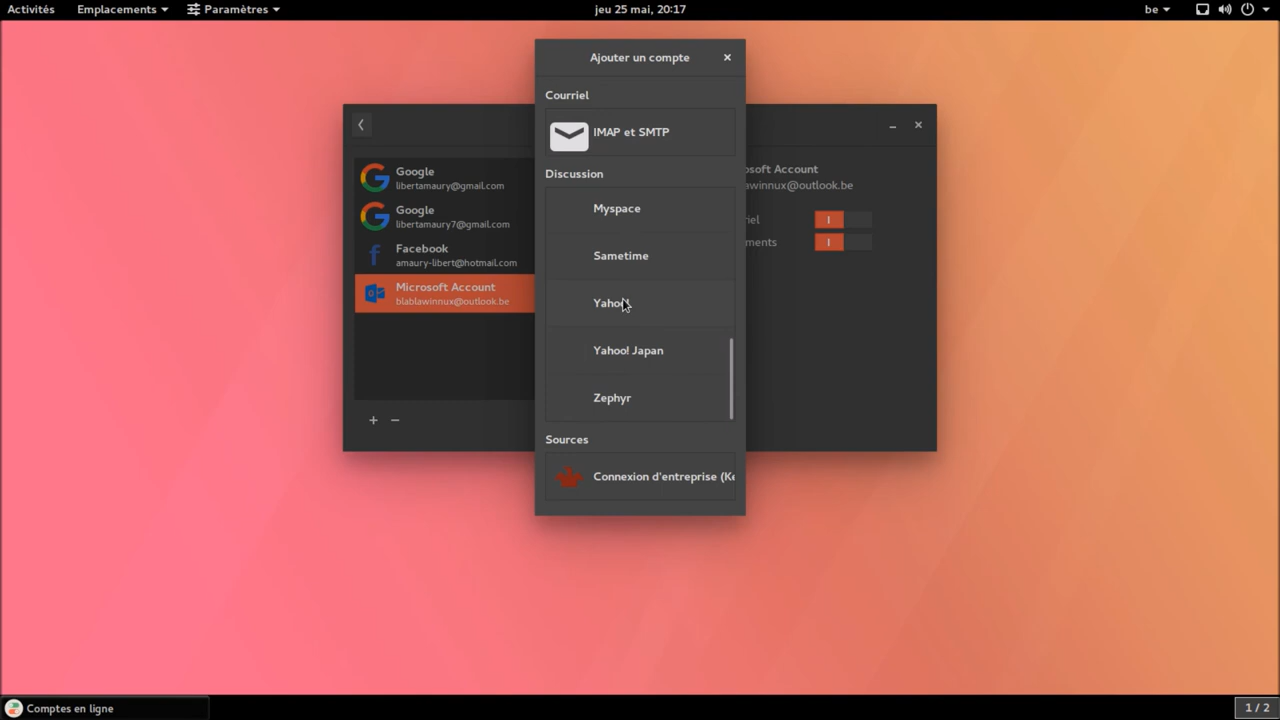 Activités Emplacements Paramètres jeu 25 mai, 20:17 be
Ajouter un compte
Courriel
IMAP et SMTP
Discussion
Myspace
Sametime
Yahoo!
Yahoo! Japan
Zephyr
Sources
Connexion d'entreprise (Ke
Google
libertamaury@gmail.com
Google
libertamaury7@gmail.com
Facebook
amaury-libert@hotmail.com
Microsoft Account
blablawinnux@outlook.be
+ −
osoft Account
awinnux@outlook.be
iel
ments
Comptes en ligne 1 / 2